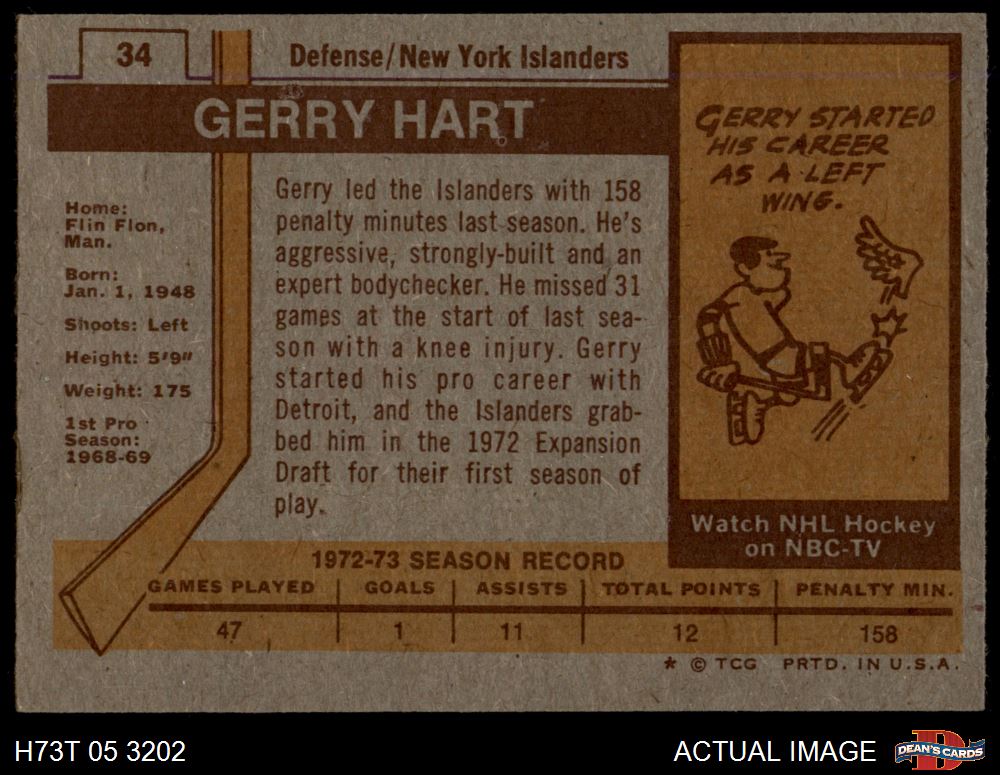 34
Defense/New York Islanders
GERRY HART
Home:
Flin Flon,
Man.
Born:
Jan. 1, 1948
Shoots: Left
Height: 5'9"
Weight: 175
1st Pro
Season:
1968-69
Gerry led the Islanders with 158
penalty minutes last season. He's
aggressive, strongly-built and an
expert bodychecker. He missed 31
games at the start of last sea-
son with a knee injury. Gerry
started his pro career with
Detroit, and the Islanders grab-
bed him in the 1972 Expansion
Draft for their first season of
play.
GERRY STARTED
HIS CAREER
AS A LEFT
WING.
Watch NHL Hockey
on NBC-TV
1972-73 SEASON RECORD
GAMES PLAYED GOALS ASSISTS TOTAL POINTS PENALTY MIN.
47 1 11 12 158
* © TCG PRTD. IN U.S.A.
H73T 05 3202
ACTUAL IMAGE
D
DEAN'S CARDS